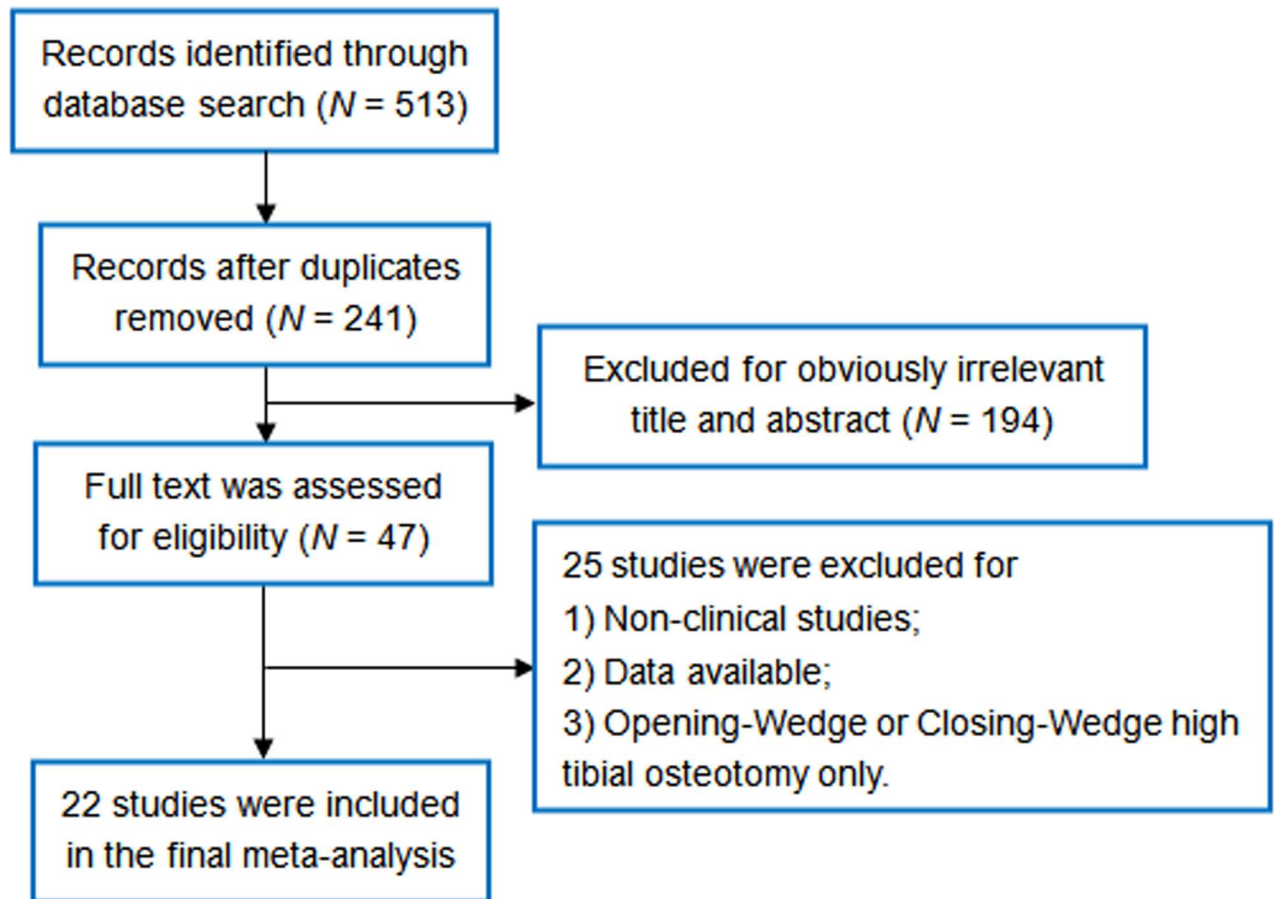 Records identified through
database search (N = 513)
Records after duplicates
removed (N = 241)
Excluded for obviously irrelevant
title and abstract (N = 194)
Full text was assessed
for eligibility (N = 47)
25 studies were excluded for
1) Non-clinical studies;
2) Data available;
3) Opening-Wedge or Closing-Wedge high
tibial osteotomy only.
22 studies were included
in the final meta-analysis